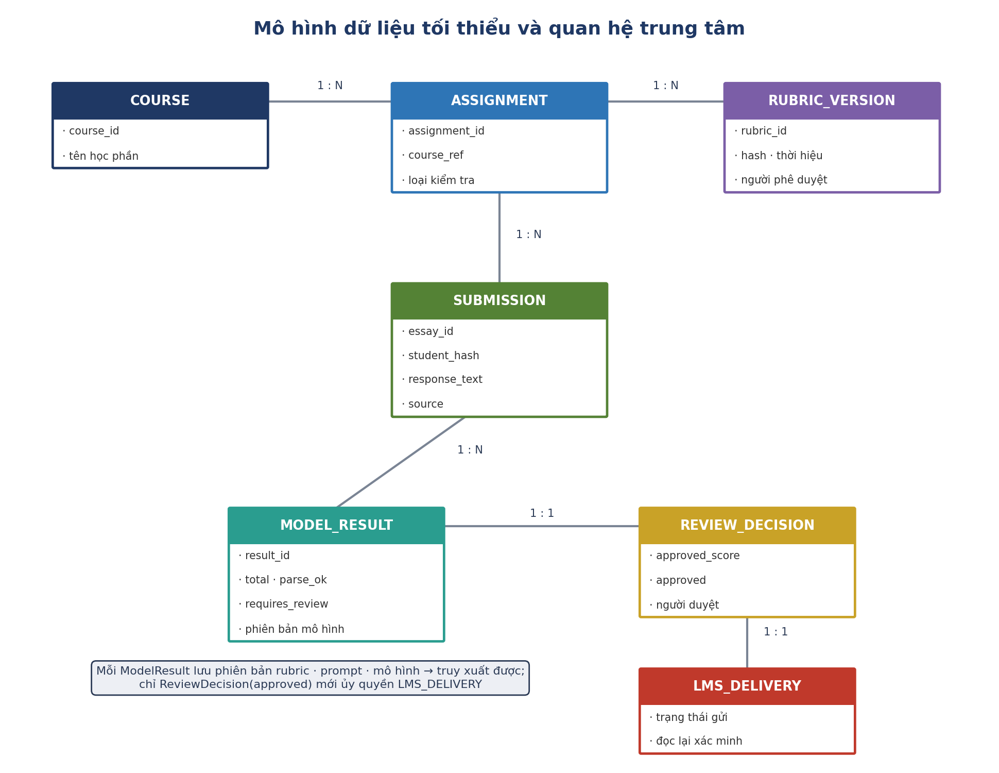 Mô hình dữ liệu tối thiểu và quan hệ trung tâm
COURSE
· course_id
· tên học phần
1 : N
ASSIGNMENT
· assignment_id
· course_ref
· loại kiểm tra
1 : N
RUBRIC_VERSION
· rubric_id
· hash · thời hiệu
· người phê duyệt
1 : N
SUBMISSION
· essay_id
· student_hash
· response_text
· source
1 : N
MODEL_RESULT
· result_id
· total · parse_ok
· requires_review
· phiên bản mô hình
1 : 1
REVIEW_DECISION
· approved_score
· approved
· người duyệt
1 : 1
Mỗi ModelResult lưu phiên bản rubric · prompt · mô hình → truy xuất được;
chỉ ReviewDecision(approved) mới ủy quyền LMS_DELIVERY
LMS_DELIVERY
· trạng thái gửi
· đọc lại xác minh